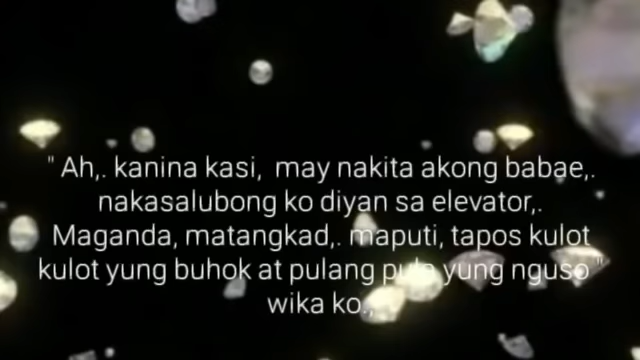 " Ah,. kanina kasi, may nakita akong babae,.
nakasalubong ko diyan sa elevator,.
Maganda, matangkad,. maputi, tapos kulot
kulot yung buhok at pulang pula yung nguso "
wika ko.,